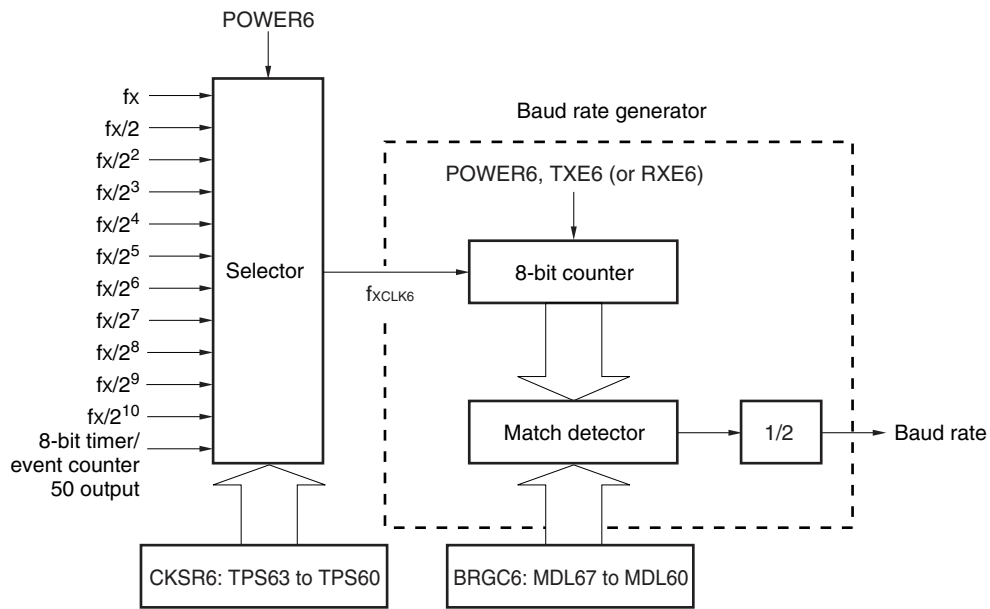 POWER6
fx
fx/2
fx/2²
fx/2³
fx/2⁴
fx/2⁵
fx/2⁶
fx/2⁷
fx/2⁸
fx/2⁹
fx/2¹⁰
8-bit timer/
event counter
50 output
Selector
fXCLK6
Baud rate generator
POWER6, TXE6 (or RXE6)
8-bit counter
Match detector
1/2
Baud rate
CKSR6: TPS63 to TPS60
BRGC6: MDL67 to MDL60